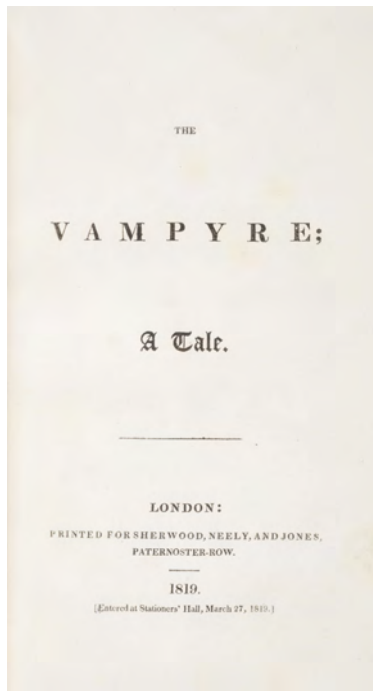 THE
VAMPYRE;
A Tale.
LONDON:
PRINTED FOR SHERWOOD, NEELY, AND JONES,
PATERNOSTER-ROW.
1819.
[Entered at Stationers' Hall, March 27, 1819.]